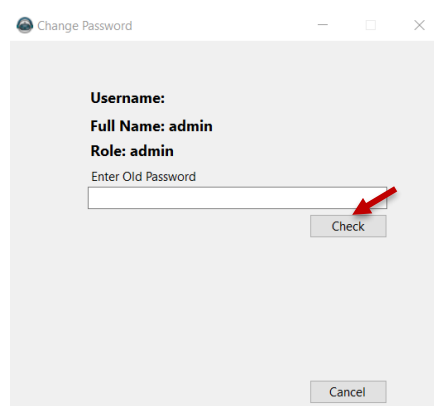 Change Password
Username:
Full Name: admin
Role: admin
Enter Old Password
Check
Cancel